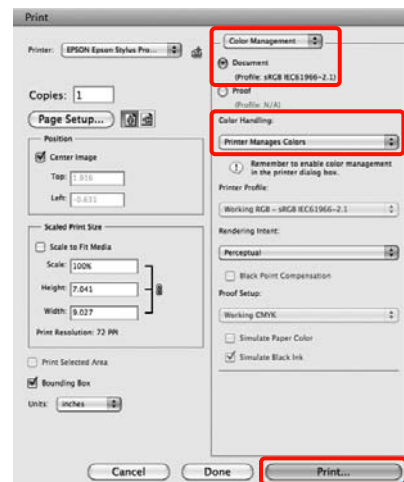 Print
Printer: EPSON Epson Stylus Pro...
Copies: 1
Page Setup...
Position
Center Image
Top: 1.916
Left: -0.631
Scaled Print Size
Scale to Fit Media
Scale: 100%
Height: 7.041
Width: 9.027
Print Resolution: 72 PPI
Print Selected Area
Bounding Box
Units: inches
Color Management
Document
(Profile: sRGB IEC61966-2.1)
Proof
(Profile: N/A)
Color Handling:
Printer Manages Colors
Remember to enable color management
in the printer dialog box.
Printer Profile:
Working RGB - sRGB IEC61966-2.1
Rendering Intent:
Perceptual
Black Point Compensation
Proof Setup:
Working CMYK
Simulate Paper Color
Simulate Black Ink
Cancel
Done
Print...